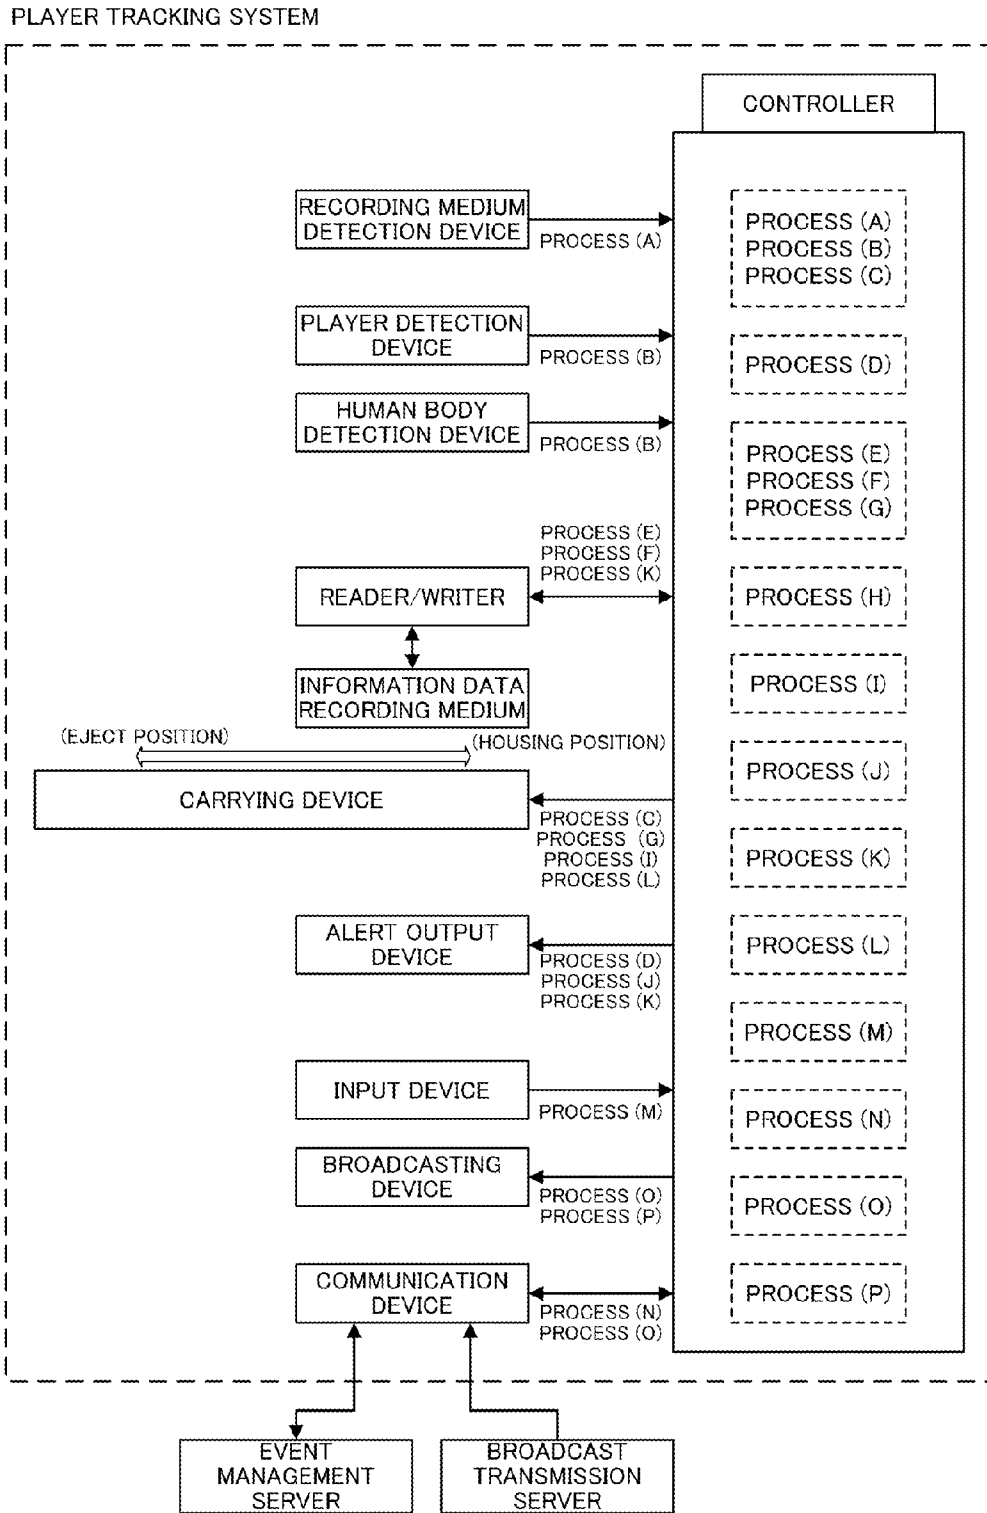 PLAYER TRACKING SYSTEM
CONTROLLER
RECORDING MEDIUM
DETECTION DEVICE
PROCESS (A)
PROCESS (A)
PROCESS (B)
PROCESS (C)
PLAYER DETECTION
DEVICE
PROCESS (B)
PROCESS (D)
HUMAN BODY
DETECTION DEVICE
PROCESS (B)
PROCESS (E)
PROCESS (F)
PROCESS (G)
PROCESS (E)
PROCESS (F)
PROCESS (K)
READER/WRITER
PROCESS (H)
INFORMATION DATA
RECORDING MEDIUM
PROCESS (I)
(EJECT POSITION)
(HOUSING POSITION)
CARRYING DEVICE
PROCESS (J)
PROCESS (C)
PROCESS (G)
PROCESS (I)
PROCESS (L)
PROCESS (K)
ALERT OUTPUT
DEVICE
PROCESS (D)
PROCESS (J)
PROCESS (K)
PROCESS (L)
PROCESS (M)
INPUT DEVICE
PROCESS (M)
PROCESS (N)
BROADCASTING
DEVICE
PROCESS (O)
PROCESS (P)
PROCESS (O)
COMMUNICATION
DEVICE
PROCESS (N)
PROCESS (O)
PROCESS (P)
EVENT
MANAGEMENT
SERVER
BROADCAST
TRANSMISSION
SERVER